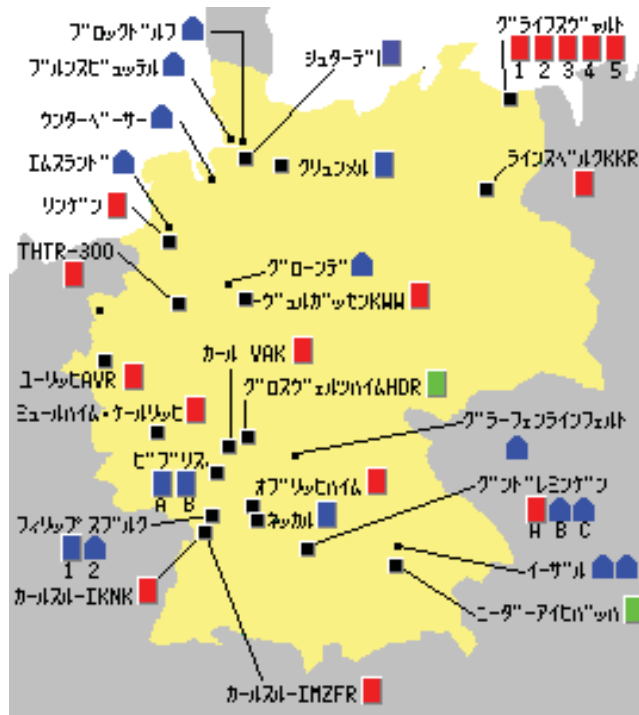 ブロックドルフ
ブルンスビュッテル
シュターデ
グライフスヴァルト
1 2 3 4 5
ウンターベーサー
エムスラント
クリュンメル
ラインスベルクKKR
リンゲン
THTR-300
グローンデ
ヴュルガッセンKWW
カール VAK
ユーリッヒAVR
グロスヴェルツハイムHDR
ミュールハイム・ケールリッヒ
グラーフェンラインフェルト
ビブリス
A B
オブリッヒハイム
グンドレミンゲン
A B C
フィリップスブルク
1 2
ネッカル
イーザル
カールスルーエKNK
ニーダーアイヒバッハ
カールスルーエMZFR